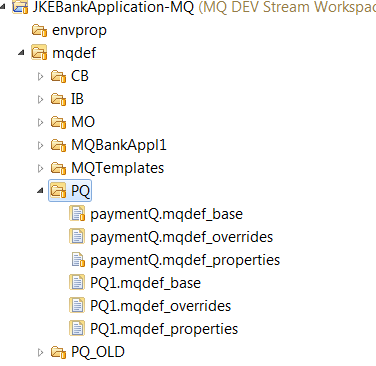 JKEBankApplication-MQ (MQ DEV Stream Workspac
envprop
mqdef
CB
IB
MO
MQBankAppl1
MQTemplates
PQ
paymentQ.mqdef_base
paymentQ.mqdef_overrides
paymentQ.mqdef_properties
PQ1.mqdef_base
PQ1.mqdef_overrides
PQ1.mqdef_properties
PQ_OLD